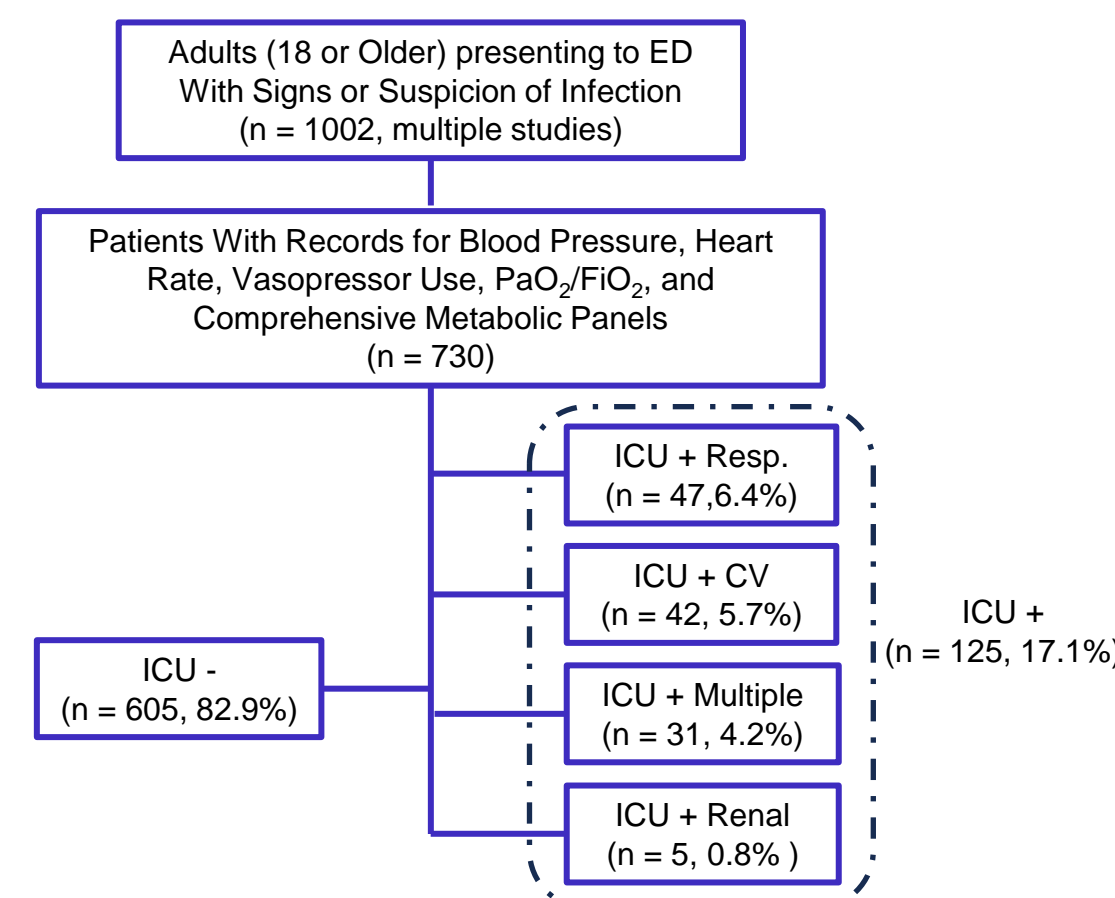 Adults (18 or Older) presenting to ED
With Signs or Suspicion of Infection
(n = 1002, multiple studies)
Patients With Records for Blood Pressure, Heart
Rate, Vasopressor Use, PaO₂/FiO₂, and
Comprehensive Metabolic Panels
(n = 730)
ICU + Resp.
(n = 47,6.4%)
ICU + CV
(n = 42, 5.7%)
ICU +
(n = 125, 17.1%)
ICU -
(n = 605, 82.9%)
ICU + Multiple
(n = 31, 4.2%)
ICU + Renal
(n = 5, 0.8% )